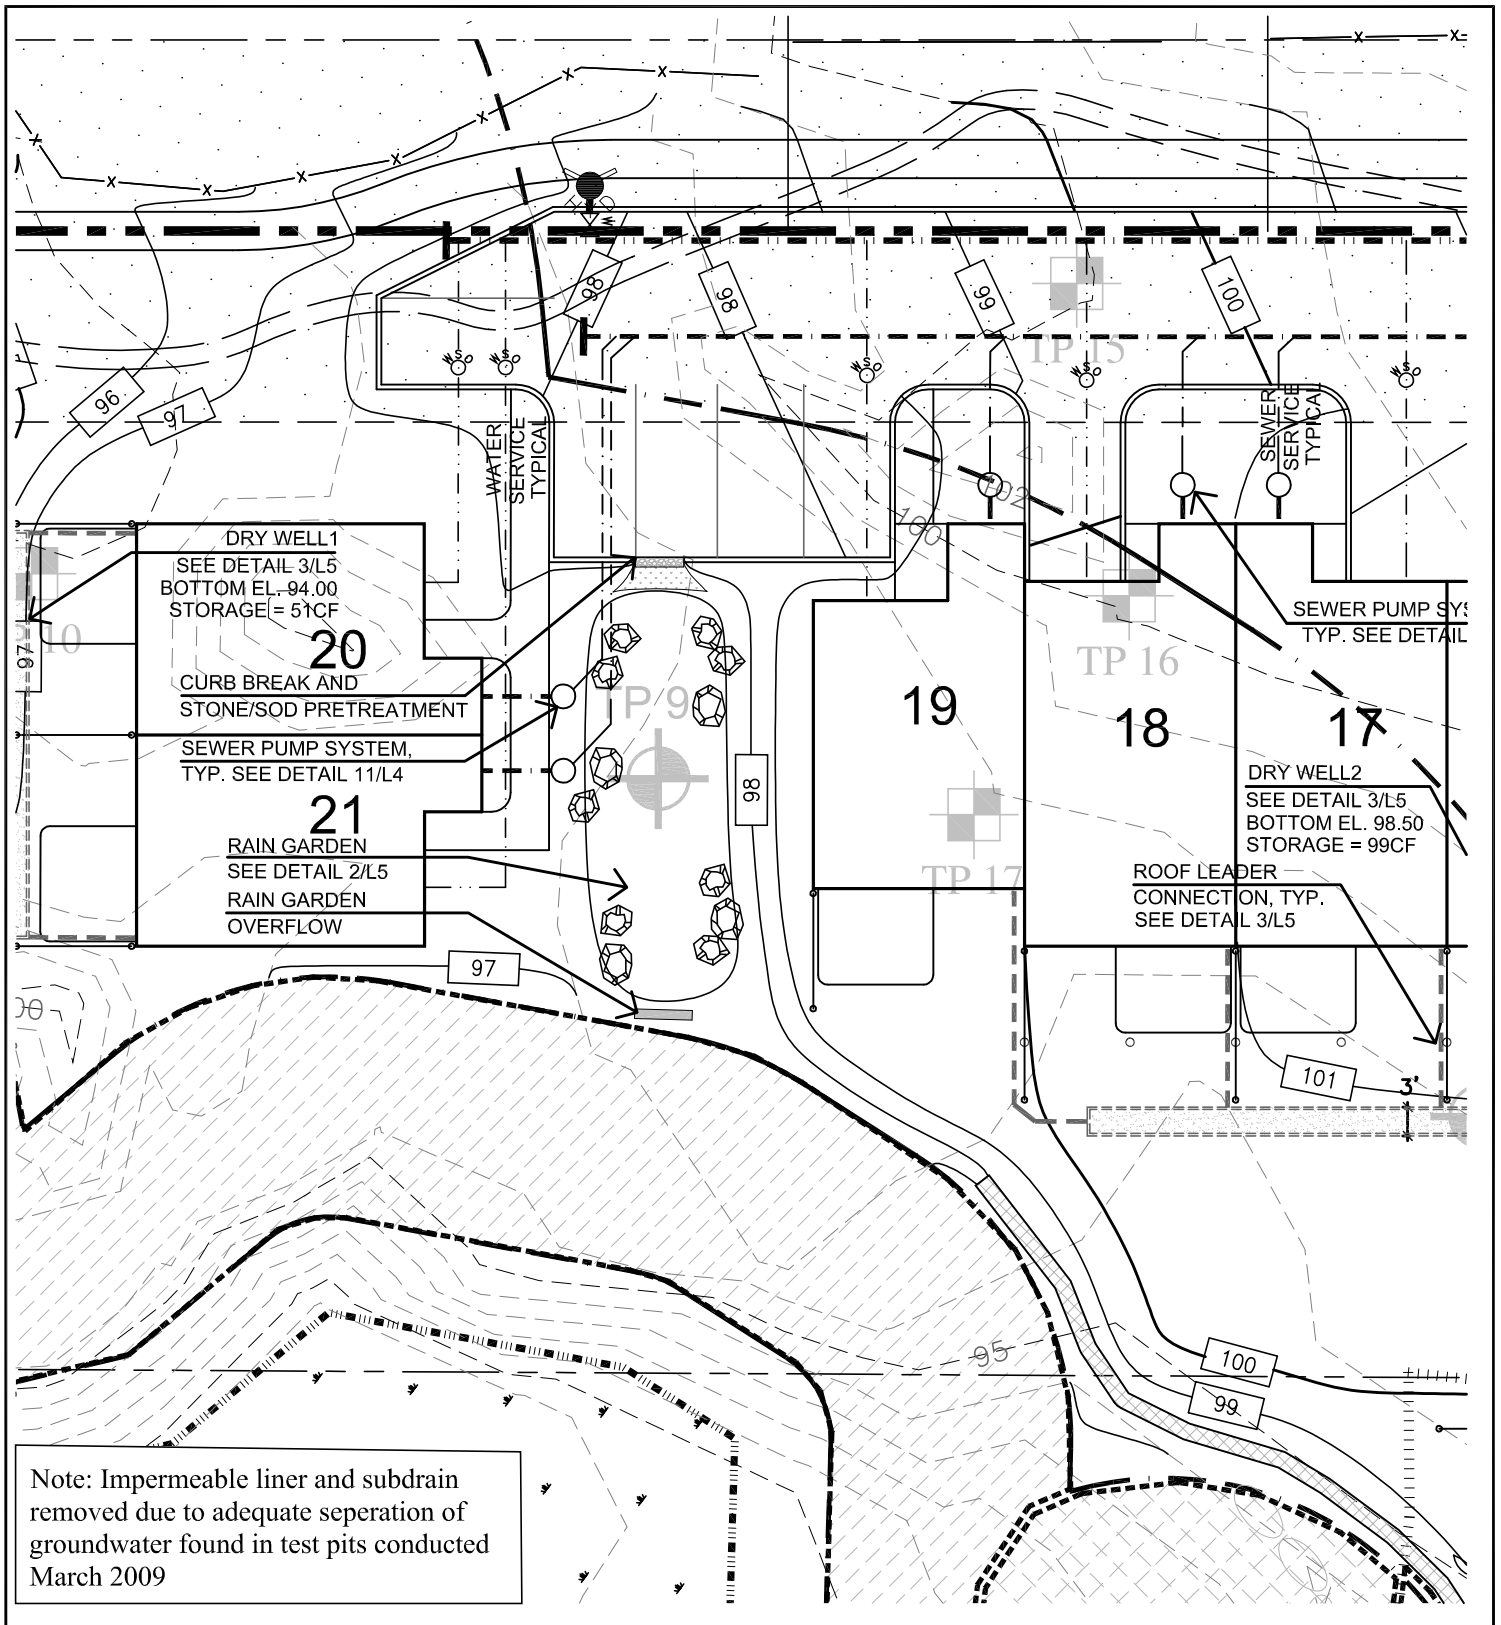 98
98
99
100
TP 15
96
97
WATER
SERVICE
TYPICAL
SEWER
SERVICE
TYPICAL
102
100
DRY WELL1
SEE DETAIL 3/L5
BOTTOM EL. 94.00
STORAGE = 51CF
20
10
97
CURB BREAK AND
STONE/SOD PRETREATMENT
SEWER PUMP SYSTEM,
TYP. SEE DETAIL 11/L4
21
RAIN GARDEN
SEE DETAIL 2/L5
RAIN GARDEN
OVERFLOW
TP 9
98
97
19
18
17
TP 16
TP 17
SEWER PUMP SYS
TYP. SEE DETAIL
DRY WELL2
SEE DETAIL 3/L5
BOTTOM EL. 98.50
STORAGE = 99CF
ROOF LEADER
CONNECTION, TYP.
SEE DETAIL 3/L5
101
3'
95
100
99
Note: Impermeable liner and subdrain
removed due to adequate seperation of
groundwater found in test pits conducted
March 2009